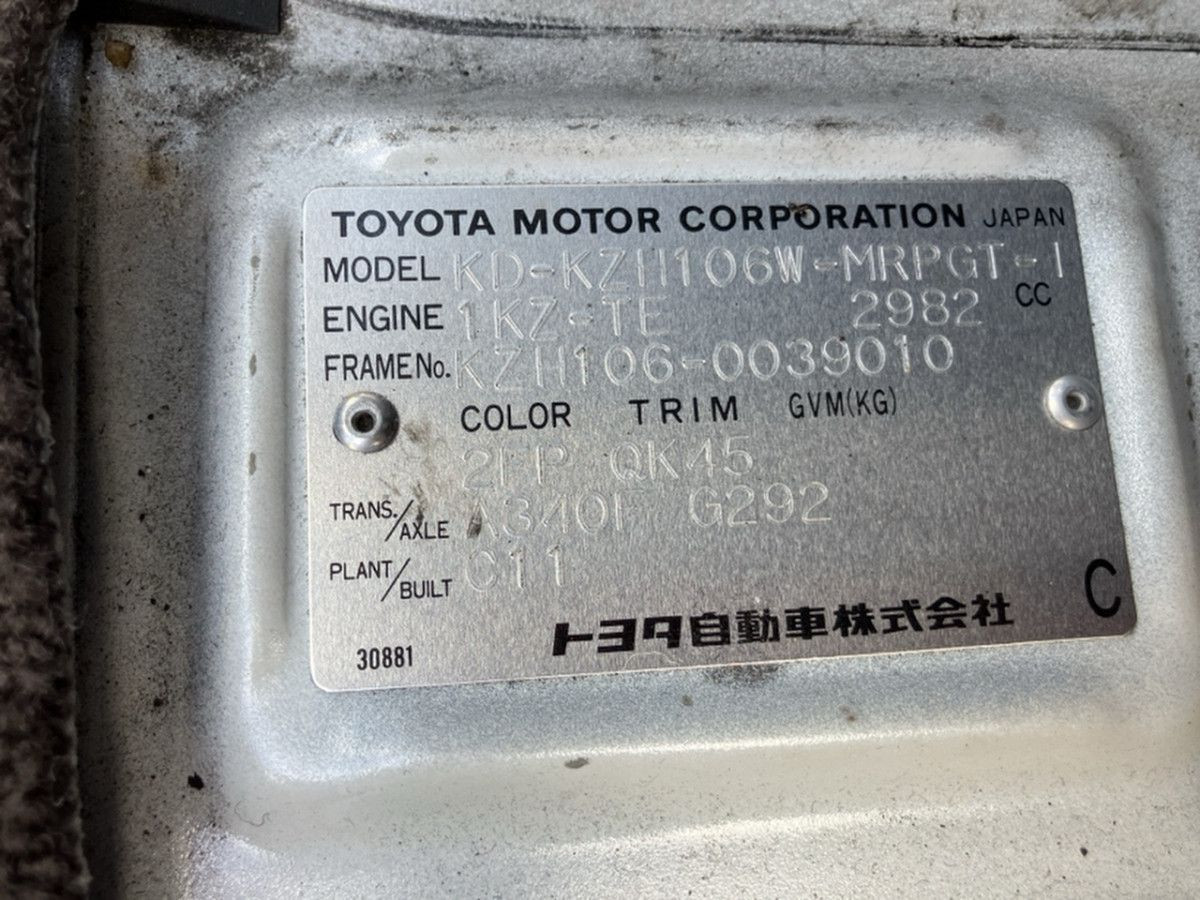 TOYOTA MOTOR CORPORATION JAPAN
MODEL KD-KZH106W-MRPGT-I
ENGINE 1KZ-TE 2982 CC
FRAME No. KZH106-0039010
COLOR TRIM GVM(KG)
2FP QK45
TRANS./AXLE A340F G292
PLANT/BUILT C11
C
トヨタ自動車株式会社
30881